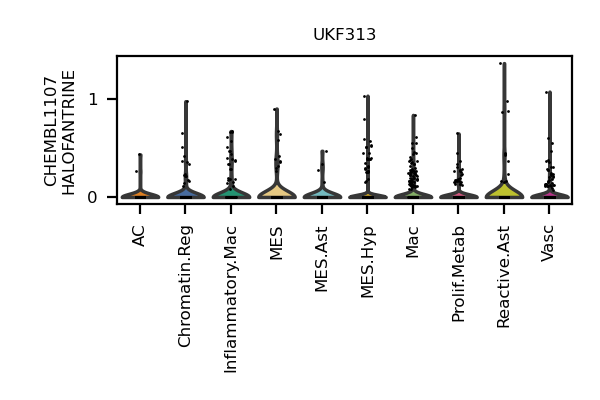 UKF313
CHEMBL1107
HALOFANTRINE
1
0
AC
Chromatin.Reg
Inflammatory.Mac
MES
MES.Ast
MES.Hyp
Mac
Prolif.Metab
Reactive.Ast
Vasc